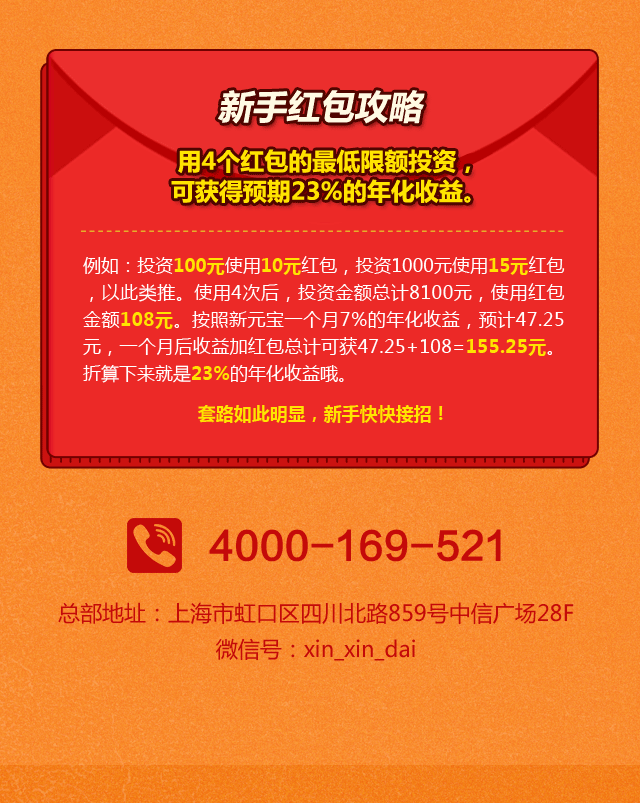 新手红包攻略
用4个红包的最低限额投资，
可获得预期23%的年化收益。
例如：投资100元使用10元红包，投资1000元使用15元红包
，以此类推。使用4次后，投资金额总计8100元，使用红包
金额108元。按照新元宝一个月7%的年化收益，预计47.25
元，一个月后收益加红包总计可获47.25+108=155.25元。
折算下来就是23%的年化收益哦。
套路如此明显，新手快快接招！
4000-169-521
总部地址：上海市虹口区四川北路859号中信广场28F
微信号：xin_xin_dai